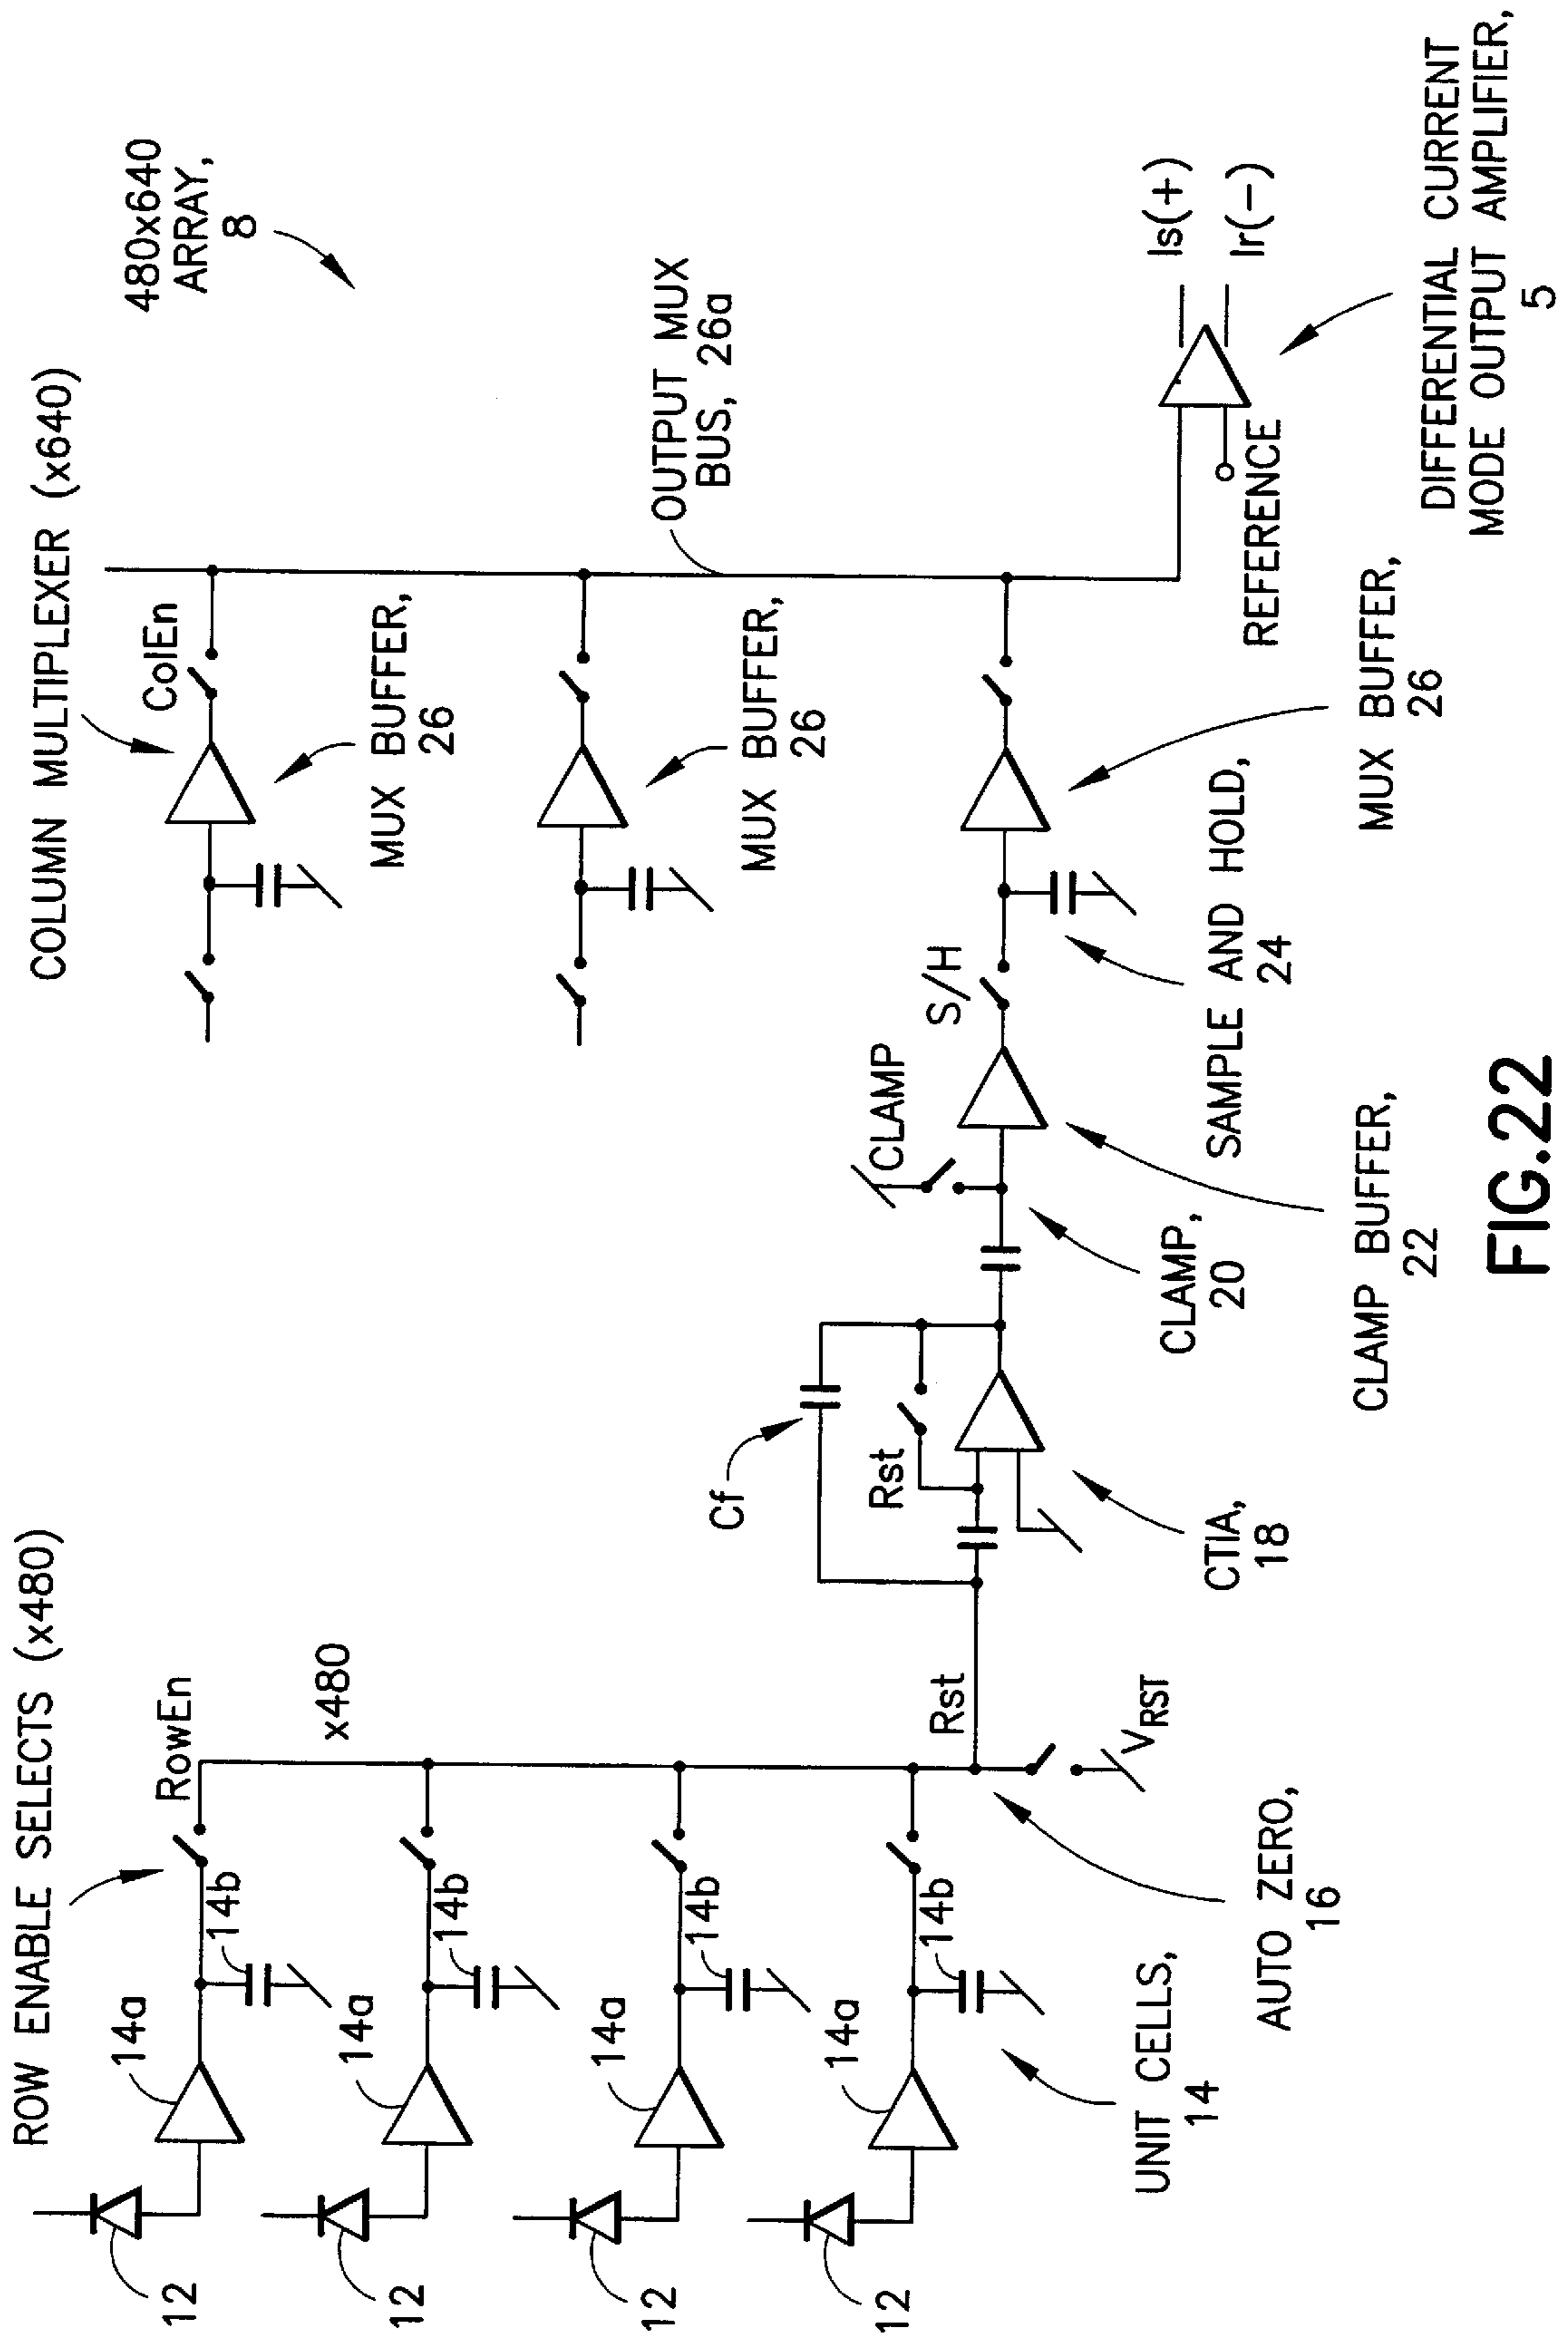 ROW ENABLE SELECTS (x480)
RowEn
x480
14a
14b
12
14a
14b
12
14a
14b
12
14a
14b
12
UNIT CELLS,
14
AUTO ZERO,
16
Rst
VRST
Cf
Rst
CTIA,
18
CLAMP
CLAMP,
20
CLAMP BUFFER,
22
S/H
SAMPLE AND HOLD,
24
MUX BUFFER,
26
COLUMN MULTIPLEXER (x640)
ColEn
MUX BUFFER,
26
MUX BUFFER,
26
OUTPUT MUX
BUS, 26a
480x640
ARRAY,
8
REFERENCE
Is(+)
Ir(-)
DIFFERENTIAL CURRENT
MODE OUTPUT AMPLIFIER,
5
FIG.22